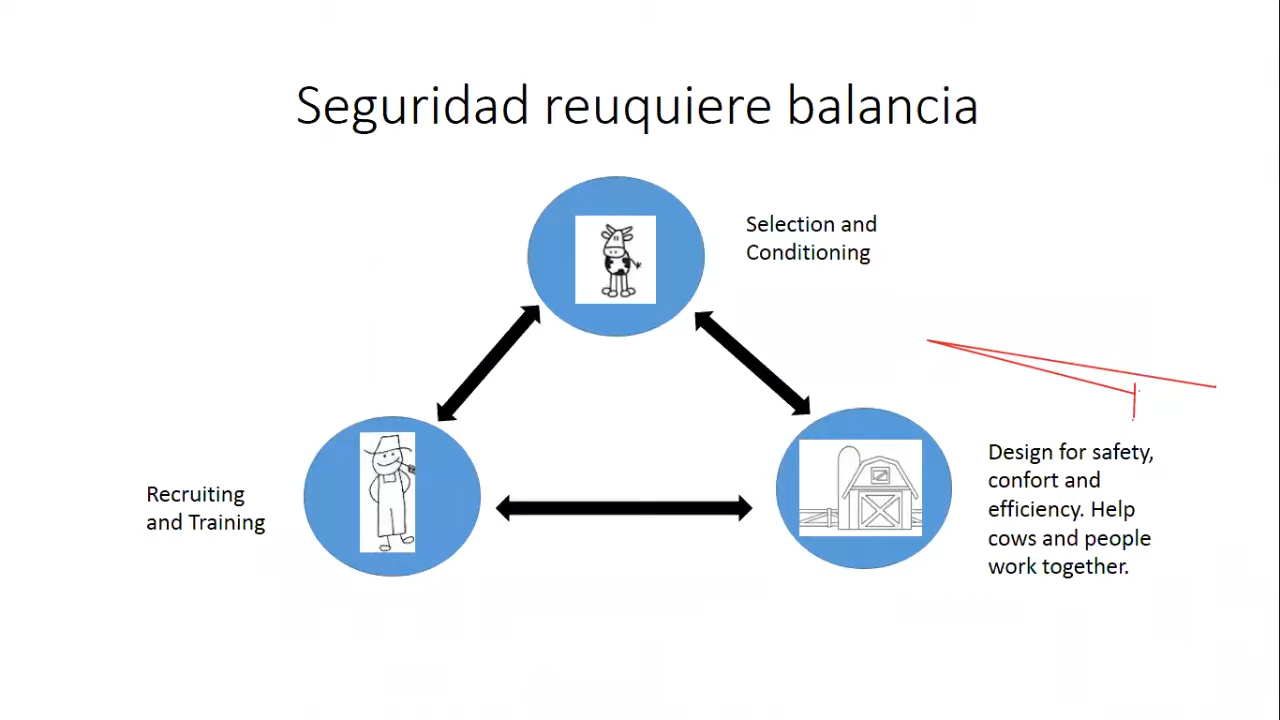 Seguridad reuquiere balancia
Selection and
Conditioning
Recruiting
and Training
Design for safety,
confort and
efficiency. Help
cows and people
work together.